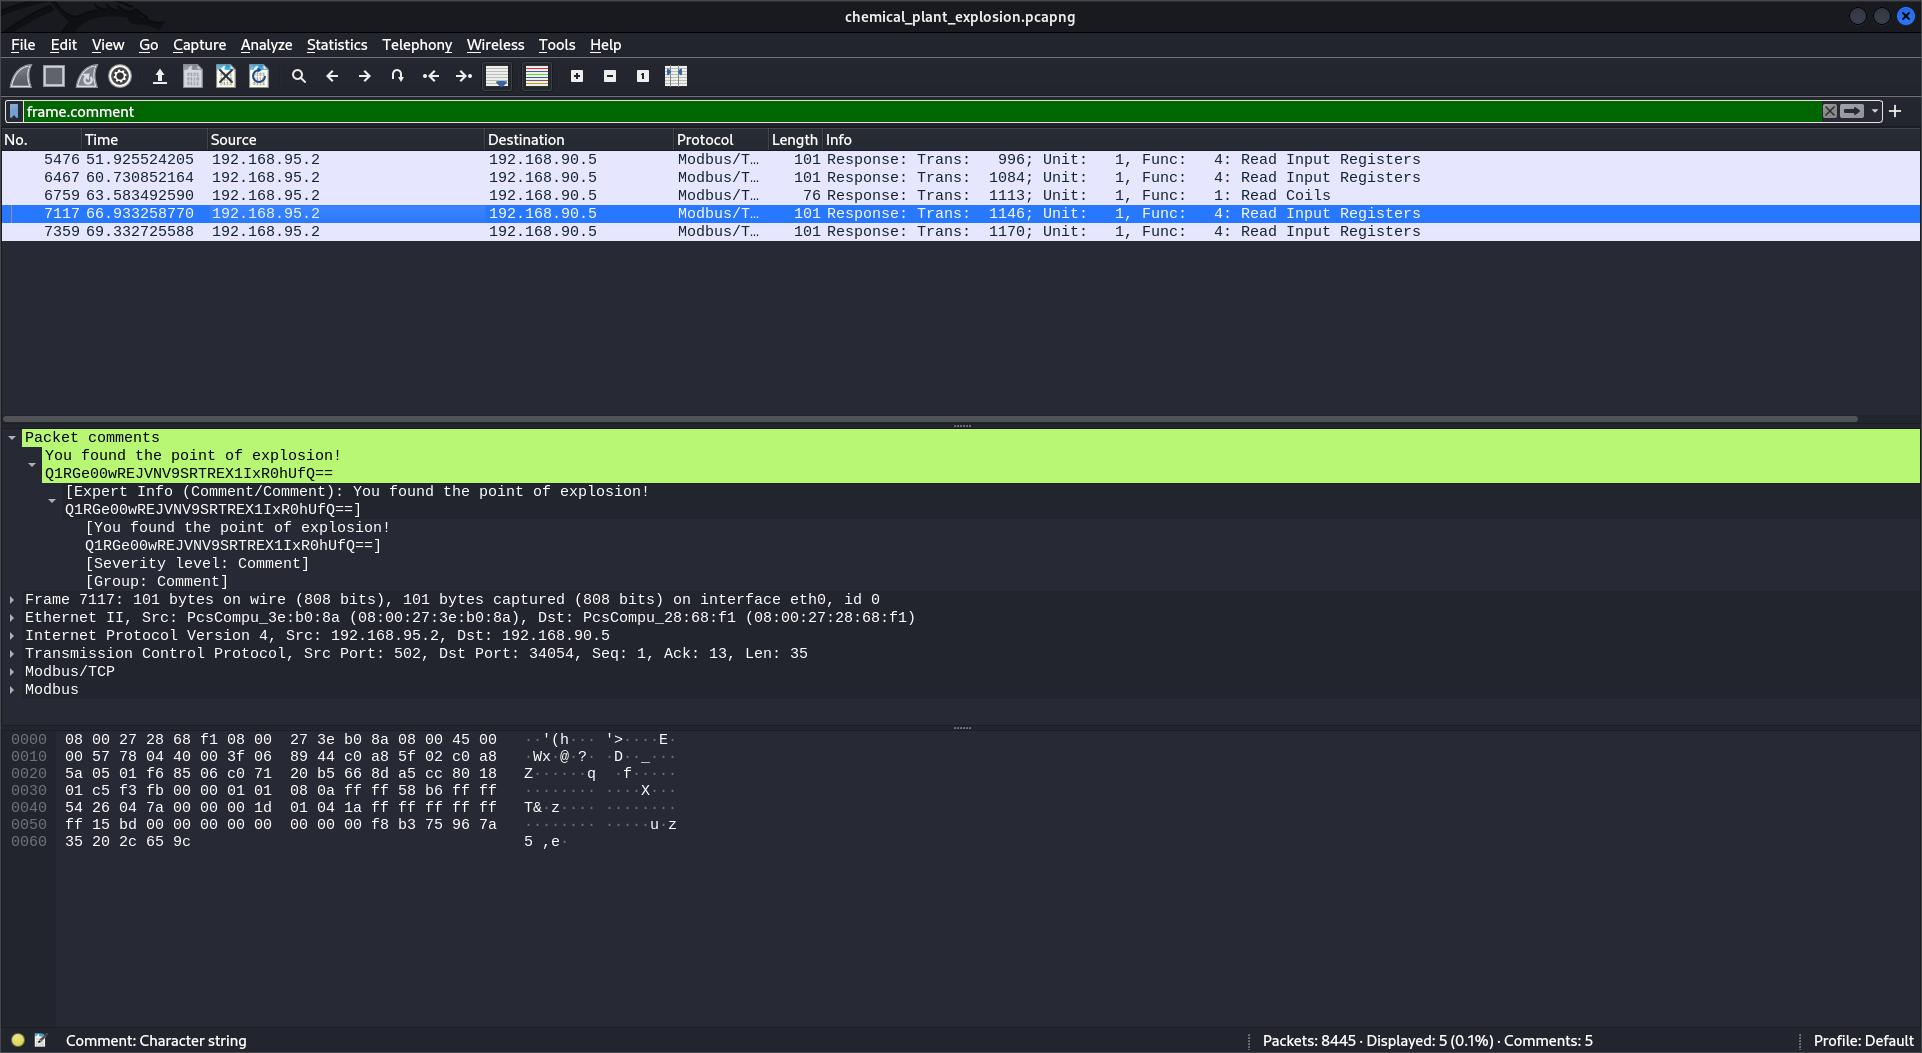 chemical_plant_explosion.pcapng
File Edit View Go Capture Analyze Statistics Telephony Wireless Tools Help
frame.comment
No. Time Source Destination Protocol Length Info
5476 51.925524205 192.168.95.2 192.168.90.5 Modbus/T… 101 Response: Trans: 996; Unit: 1, Func: 4: Read Input Registers
6467 60.730852164 192.168.95.2 192.168.90.5 Modbus/T… 101 Response: Trans: 1084; Unit: 1, Func: 4: Read Input Registers
6759 63.583492590 192.168.95.2 192.168.90.5 Modbus/T… 76 Response: Trans: 1113; Unit: 1, Func: 1: Read Coils
7117 66.933258770 192.168.95.2 192.168.90.5 Modbus/T… 101 Response: Trans: 1146; Unit: 1, Func: 4: Read Input Registers
7359 69.332725588 192.168.95.2 192.168.90.5 Modbus/T… 101 Response: Trans: 1170; Unit: 1, Func: 4: Read Input Registers
Packet comments
You found the point of explosion!
Q1RGe00wREJVNV9SRTREX1IxR0hUfQ==
[Expert Info (Comment/Comment): You found the point of explosion!
Q1RGe00wREJVNV9SRTREX1IxR0hUfQ==]
[You found the point of explosion!
Q1RGe00wREJVNV9SRTREX1IxR0hUfQ==]
[Severity level: Comment]
[Group: Comment]
Frame 7117: 101 bytes on wire (808 bits), 101 bytes captured (808 bits) on interface eth0, id 0
Ethernet II, Src: PcsCompu_3e:b0:8a (08:00:27:3e:b0:8a), Dst: PcsCompu_28:68:f1 (08:00:27:28:68:f1)
Internet Protocol Version 4, Src: 192.168.95.2, Dst: 192.168.90.5
Transmission Control Protocol, Src Port: 502, Dst Port: 34054, Seq: 1, Ack: 13, Len: 35
Modbus/TCP
Modbus
0000 08 00 27 28 68 f1 08 00 27 3e b0 8a 08 00 45 00 ··'(h··· '>····E·
0010 00 57 78 04 40 00 3f 06 89 44 c0 a8 5f 02 c0 a8 ·Wx·@·?· ·D··_···
0020 5a 05 01 f6 85 06 c0 71 20 b5 66 8d a5 cc 80 18 Z······q ·f·····
0030 01 c5 f3 fb 00 00 01 01 08 0a ff ff 58 b6 ff ff ········ ····X···
0040 54 26 04 7a 00 00 00 1d 01 04 1a ff ff ff ff ff T&·z···· ········
0050 ff 15 bd 00 00 00 00 00 00 00 00 f8 b3 75 96 7a ········ ·····u·z
0060 35 20 2c 65 9c 5 ,e·
Comment: Character string
Packets: 8445 · Displayed: 5 (0.1%) · Comments: 5
Profile: Default